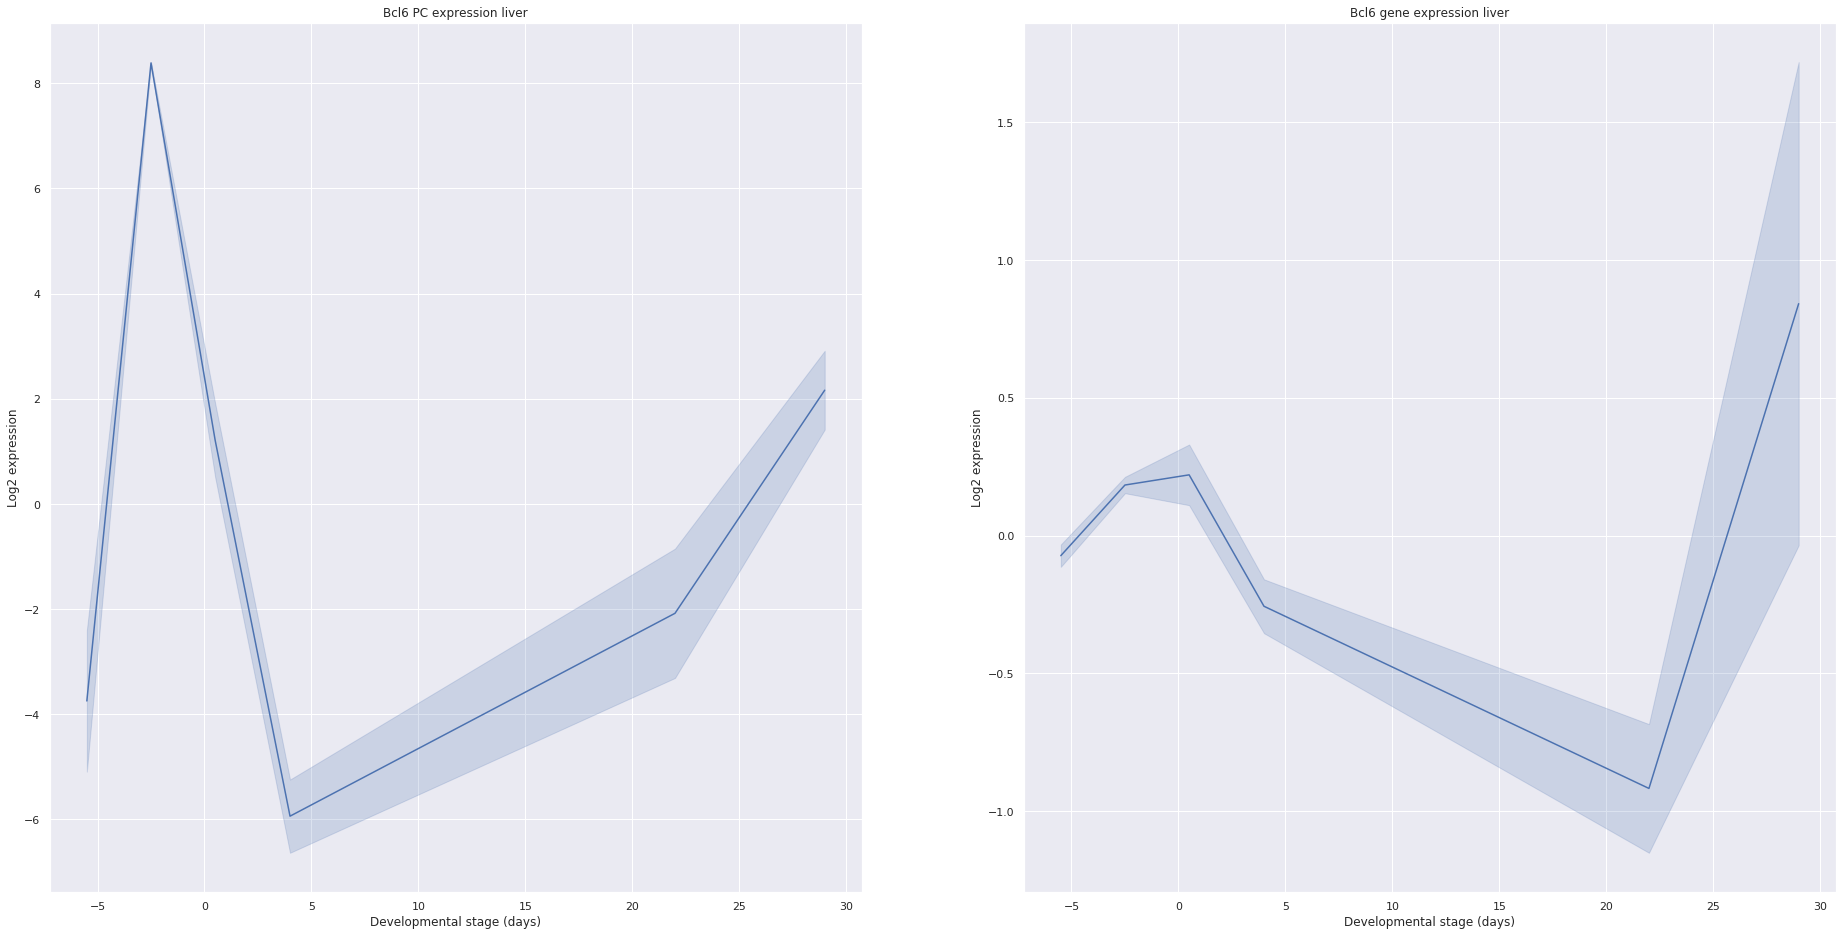 Bcl6 PC expression liver
Log2 expression
8
6
4
2
0
−2
−4
−6
−5 0 5 10 15 20 25 30
Developmental stage (days)
Bcl6 gene expression liver
Log2 expression
1.5
1.0
0.5
0.0
−0.5
−1.0
−5 0 5 10 15 20 25 30
Developmental stage (days)